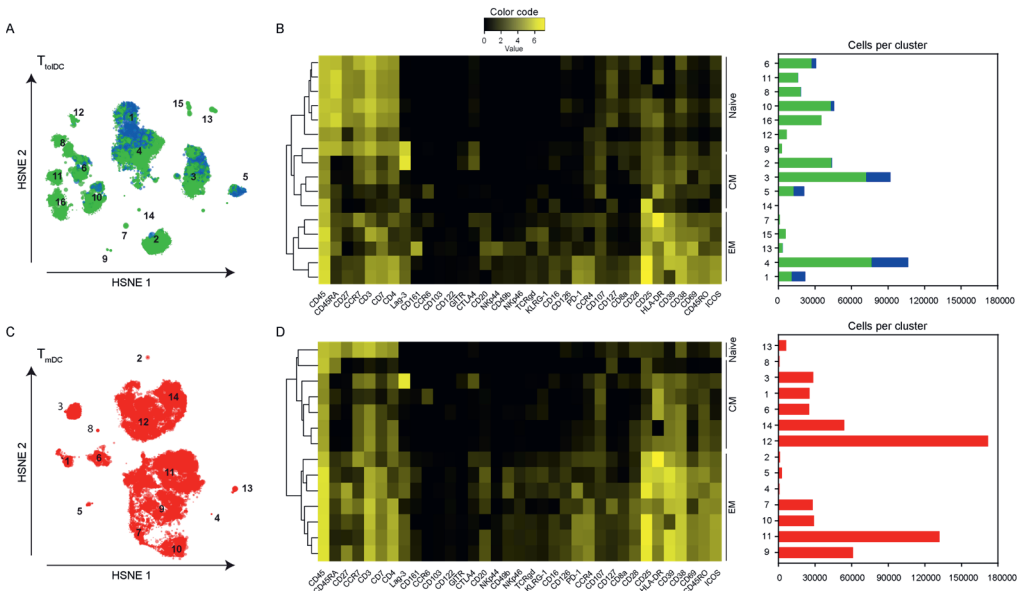 Color code
0 2 4 6
Value
A
TtolDC
HSNE 2
HSNE 1
15
13
12
1
8
4
6
3
5
11
10
16
14
7
2
9
B
Naive
CM
EM
CD45
CD45RA
CD27
CCR7
CD3
CD7
CD4
Lag-3
CD161
CCR6
CD103
CD122
GITR
CTLA4
CD20
NKp44
CD49b
NKp46
TCRgd
KLRG-1
CD16
CD126
PD-1
CCR4
CD107
CD127
CD8a
CD28
CD25
HLA-DR
CD39
CD38
CD69
CD45RO
ICOS
Cells per cluster
6
11
8
10
16
12
9
2
3
5
14
7
15
13
4
1
0 30000 60000 90000 120000 150000 180000
C
TmDC
HSNE 2
HSNE 1
2
3
14
12
8
1
6
11
13
5
9
4
7
10
D
Naive
CM
EM
CD45
CD45RA
CD27
CCR7
CD3
CD7
CD4
Lag-3
CD161
CCR6
CD103
CD122
GITR
CTLA4
CD20
NKp44
CD49b
NKp46
TCRgd
KLRG-1
CD16
CD126
PD-1
CCR4
CD107
CD127
CD8a
CD28
CD25
HLA-DR
CD39
CD38
CD69
CD45RO
ICOS
Cells per cluster
13
8
3
1
6
14
12
2
5
4
7
10
11
9
0 30000 60000 90000 120000 150000 180000